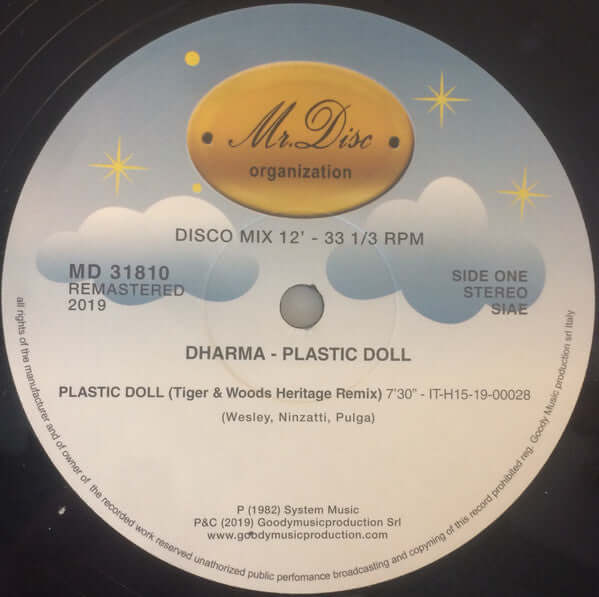 Mr. Disc
organization
DISCO MIX 12' - 33 1/3 RPM
MD 31810
REMASTERED
2019
SIDE ONE
STEREO
SIAE
DHARMA - PLASTIC DOLL
PLASTIC DOLL (Tiger & Woods Heritage Remix) 7'30" - IT-H15-19-00028
(Wesley, Ninzatti, Pulga)
P (1982) System Music
P&C (2019) Goodymusicproduction Srl
www.goodymusicproduction.com
all rights of the manufacturer and of owner of the recorded work reserved unathorized public perfomance broadcasting and copyning of this record prohibited reg. Goody Music production srl Italy